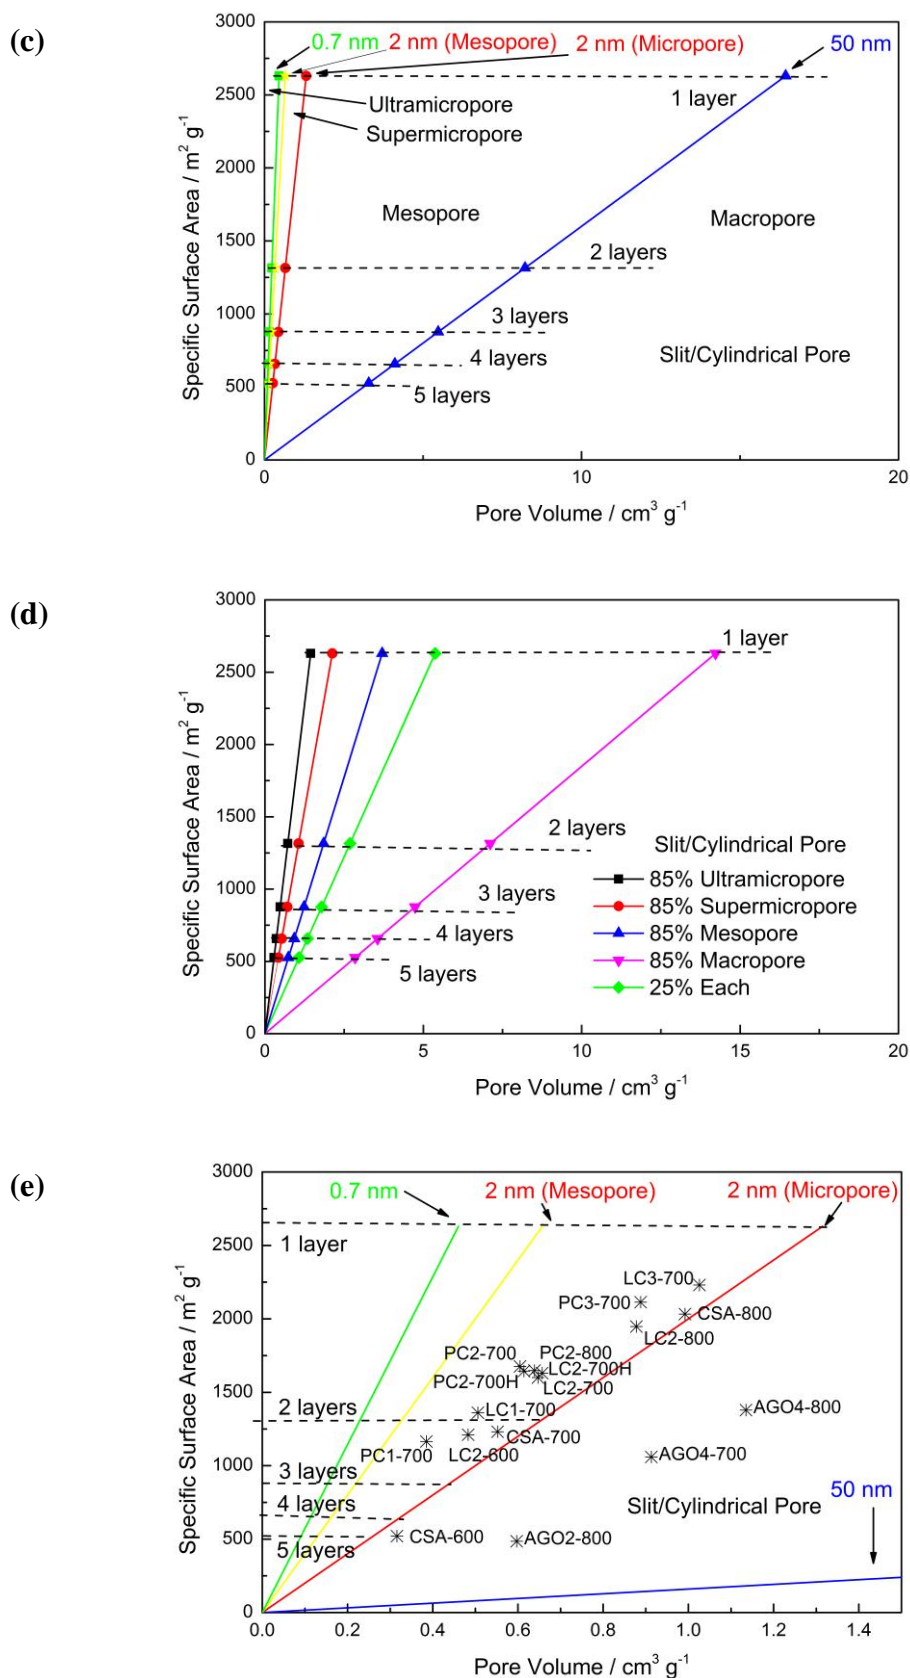 (c)
3000
2500
2000
1500
1000
500
0
Specific Surface Area / m² g⁻¹
0.7 nm
2 nm (Mesopore)
2 nm (Micropore)
50 nm
1 layer
Ultramicropore
Supermicropore
Mesopore
Macropore
2 layers
3 layers
4 layers
Slit/Cylindrical Pore
5 layers
0 10 20
Pore Volume / cm³ g⁻¹
(d)
3000
2500
2000
1500
1000
500
0
Specific Surface Area / m² g⁻¹
1 layer
2 layers
3 layers
4 layers
5 layers
Slit/Cylindrical Pore
85% Ultramicropore
85% Supermicropore
85% Mesopore
85% Macropore
25% Each
0 5 10 15 20
Pore Volume / cm³ g⁻¹
(e)
3000
2500
2000
1500
1000
500
0
Specific Surface Area / m² g⁻¹
0.7 nm
2 nm (Mesopore)
2 nm (Micropore)
1 layer
LC3-700
PC3-700
CSA-800
LC2-800
PC2-700
PC2-800
LC2-700H
PC2-700H
LC2-700
2 layers
LC1-700
AGO4-800
CSA-700
PC1-700
LC2-600
AGO4-700
3 layers
4 layers
50 nm
Slit/Cylindrical Pore
5 layers
CSA-600
AGO2-800
0.0 0.2 0.4 0.6 0.8 1.0 1.2 1.4
Pore Volume / cm³ g⁻¹